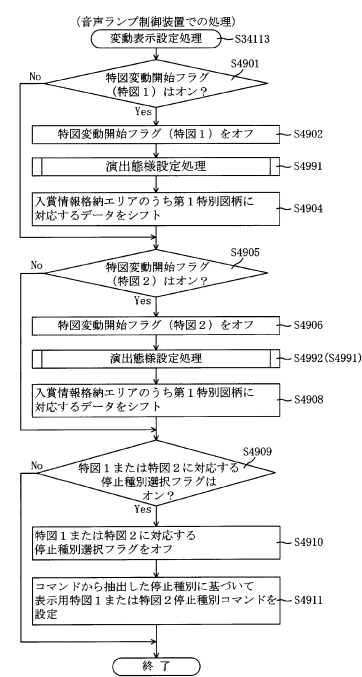 (音声ランプ制御装置での処理)
変動表示設定処理
S34113
S4901
No
特図変動開始フラグ
(特図1)はオン?
Yes
特図変動開始フラグ(特図1)をオフ
S4902
演出態様設定処理
S4991
入賞情報格納エリアのうち第1特別図柄に
対応するデータをシフト
S4904
S4905
No
特図変動開始フラグ
(特図2)はオン?
Yes
特図変動開始フラグ(特図2)をオフ
S4906
演出態様設定処理
S4992(S4991)
入賞情報格納エリアのうち第1特別図柄に
対応するデータをシフト
S4908
S4909
No
特図1または特図2に対応する
停止種別選択フラグは
オン?
Yes
特図1または特図2に対応する
停止種別選択フラグをオフ
S4910
コマンドから抽出した停止種別に基づいて
表示用特図1または特図2停止種別コマンドを
設定
S4911
終了